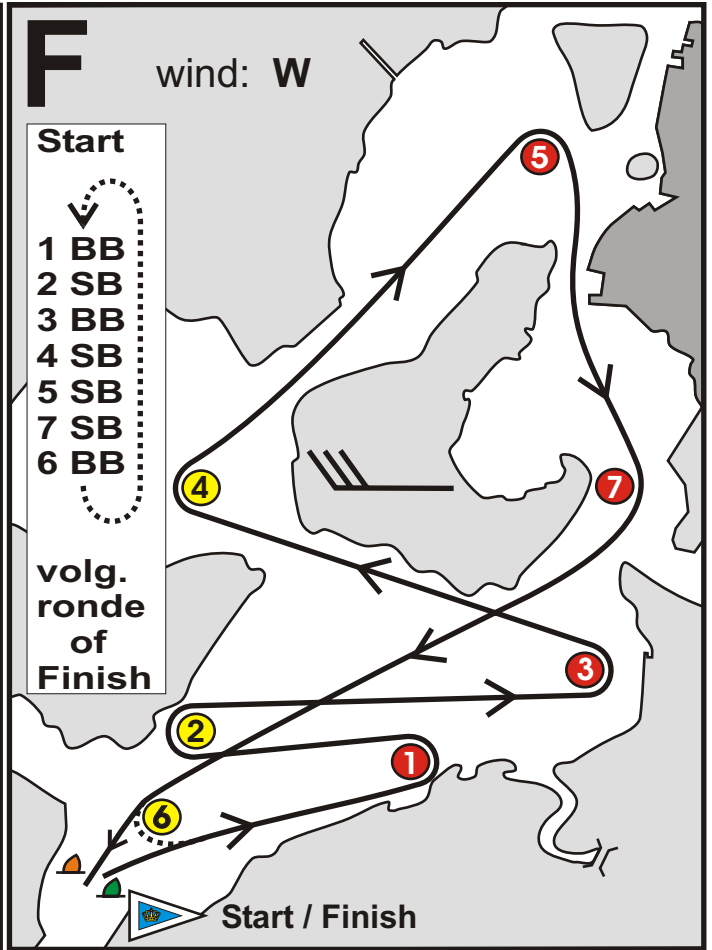 F
wind: W
Start
1 BB
2 SB
3 BB
4 SB
5 SB
7 SB
6 BB
volg.
ronde
of
Finish
5
4
7
3
2
1
6
Start / Finish